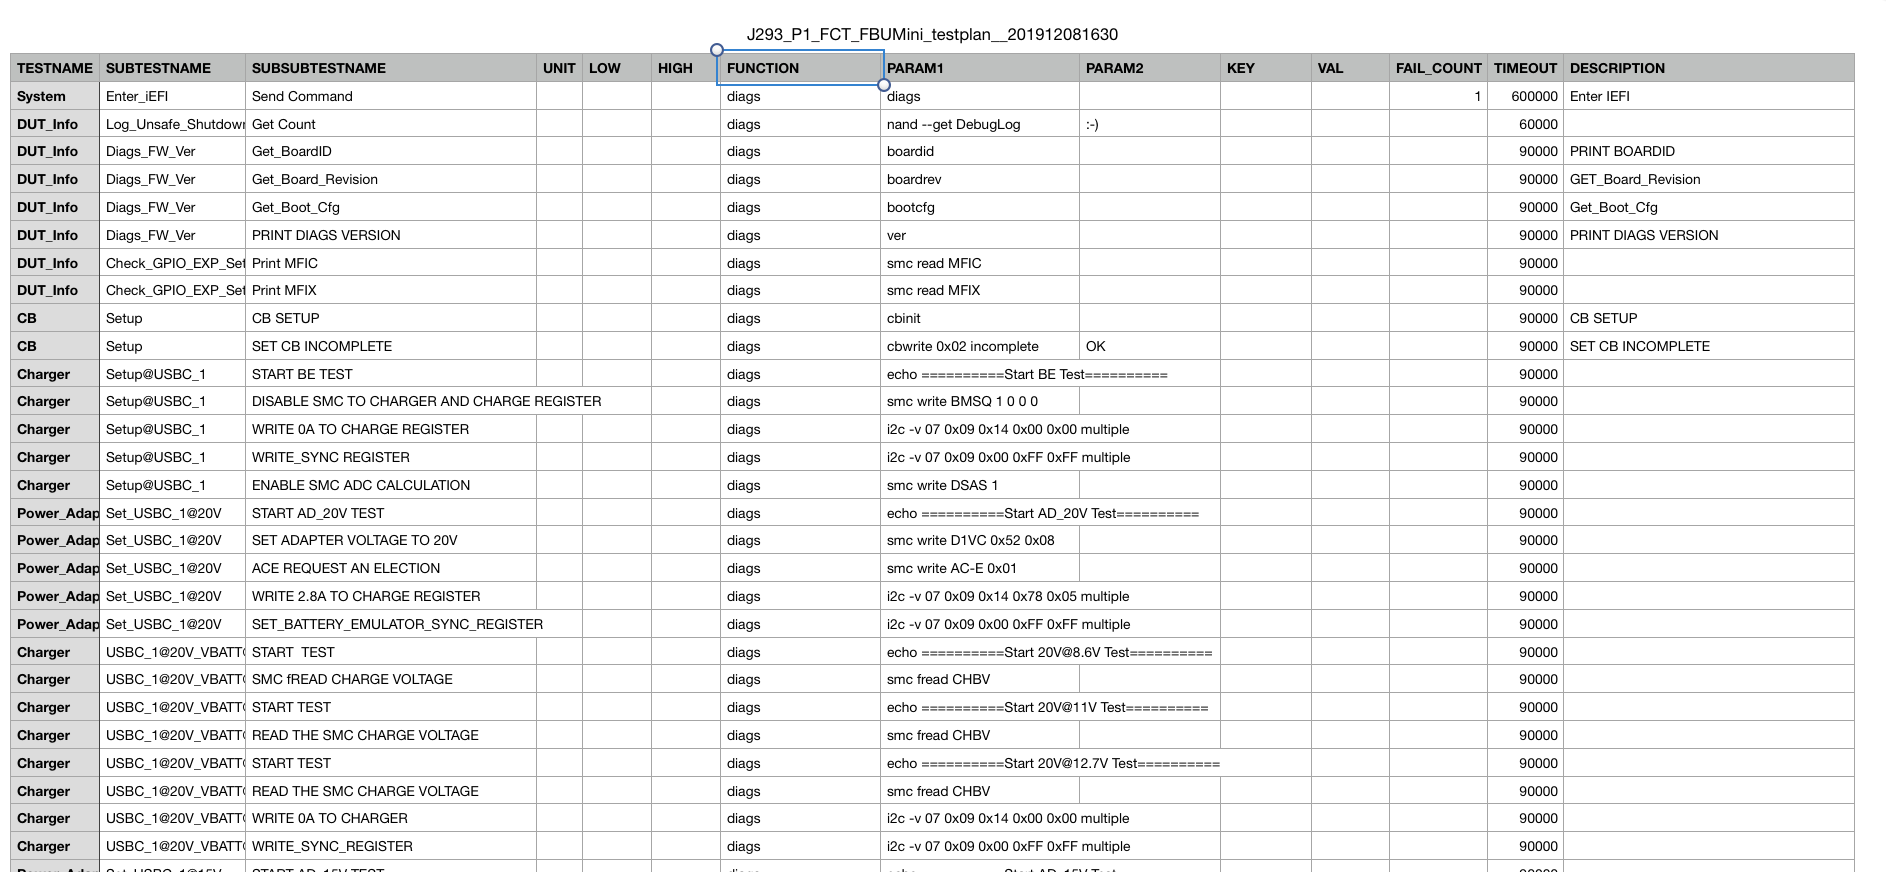 J293_P1_FCT_FBUMini_testplan__201912081630
TESTNAME SUBTESTNAME SUBSUBTESTNAME UNIT LOW HIGH FUNCTION PARAM1 PARAM2 KEY VAL FAIL_COUNT TIMEOUT DESCRIPTION
System Enter_iEFI Send Command diags diags 1 600000 Enter IEFI
DUT_Info Log_Unsafe_Shutdown Get Count diags nand --get DebugLog :-) 60000
DUT_Info Diags_FW_Ver Get_BoardID diags boardid 90000 PRINT BOARDID
DUT_Info Diags_FW_Ver Get_Board_Revision diags boardrev 90000 GET_Board_Revision
DUT_Info Diags_FW_Ver Get_Boot_Cfg diags bootcfg 90000 Get_Boot_Cfg
DUT_Info Diags_FW_Ver PRINT DIAGS VERSION diags ver 90000 PRINT DIAGS VERSION
DUT_Info Check_GPIO_EXP_Set Print MFIC diags smc read MFIC 90000
DUT_Info Check_GPIO_EXP_Set Print MFIX diags smc read MFIX 90000
CB Setup CB SETUP diags cbinit 90000 CB SETUP
CB Setup SET CB INCOMPLETE diags cbwrite 0x02 incomplete OK 90000 SET CB INCOMPLETE
Charger Setup@USBC_1 START BE TEST diags echo ==========Start BE Test========== 90000
Charger Setup@USBC_1 DISABLE SMC TO CHARGER AND CHARGE REGISTER diags smc write BMSQ 1 0 0 0 90000
Charger Setup@USBC_1 WRITE 0A TO CHARGE REGISTER diags i2c -v 07 0x09 0x14 0x00 0x00 multiple 90000
Charger Setup@USBC_1 WRITE_SYNC REGISTER diags i2c -v 07 0x09 0x00 0xFF 0xFF multiple 90000
Charger Setup@USBC_1 ENABLE SMC ADC CALCULATION diags smc write DSAS 1 90000
Power_Adap Set_USBC_1@20V START AD_20V TEST diags echo ==========Start AD_20V Test========== 90000
Power_Adap Set_USBC_1@20V SET ADAPTER VOLTAGE TO 20V diags smc write D1VC 0x52 0x08 90000
Power_Adap Set_USBC_1@20V ACE REQUEST AN ELECTION diags smc write AC-E 0x01 90000
Power_Adap Set_USBC_1@20V WRITE 2.8A TO CHARGE REGISTER diags i2c -v 07 0x09 0x14 0x78 0x05 multiple 90000
Power_Adap Set_USBC_1@20V SET_BATTERY_EMULATOR_SYNC_REGISTER diags i2c -v 07 0x09 0x00 0xFF 0xFF multiple 90000
Charger USBC_1@20V_VBATT START  TEST diags echo ==========Start 20V@8.6V Test========== 90000
Charger USBC_1@20V_VBATT SMC fREAD CHARGE VOLTAGE diags smc fread CHBV 90000
Charger USBC_1@20V_VBATT START TEST diags echo ==========Start 20V@11V Test========== 90000
Charger USBC_1@20V_VBATT READ THE SMC CHARGE VOLTAGE diags smc fread CHBV 90000
Charger USBC_1@20V_VBATT START TEST diags echo ==========Start 20V@12.7V Test========== 90000
Charger USBC_1@20V_VBATT READ THE SMC CHARGE VOLTAGE diags smc fread CHBV 90000
Charger USBC_1@20V_VBATT WRITE 0A TO CHARGER diags i2c -v 07 0x09 0x14 0x00 0x00 multiple 90000
Charger USBC_1@20V_VBATT WRITE_SYNC_REGISTER diags i2c -v 07 0x09 0x00 0xFF 0xFF multiple 90000